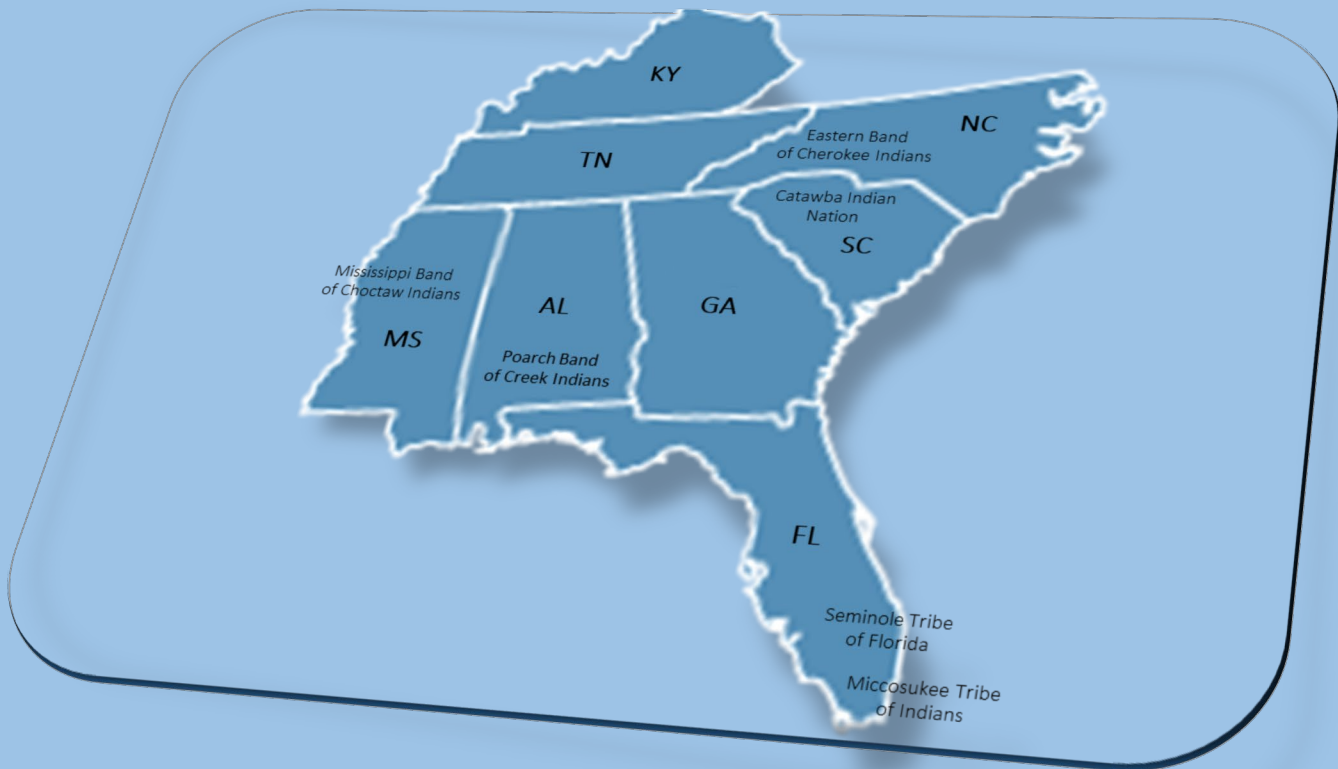 KY
NC
Eastern Band
of Cherokee Indians
TN
Catawba Indian
Nation
SC
Mississippi Band
of Choctaw Indians
MS
AL
Poarch Band
of Creek Indians
GA
FL
Seminole Tribe
of Florida
Miccosukee Tribe
of Indians